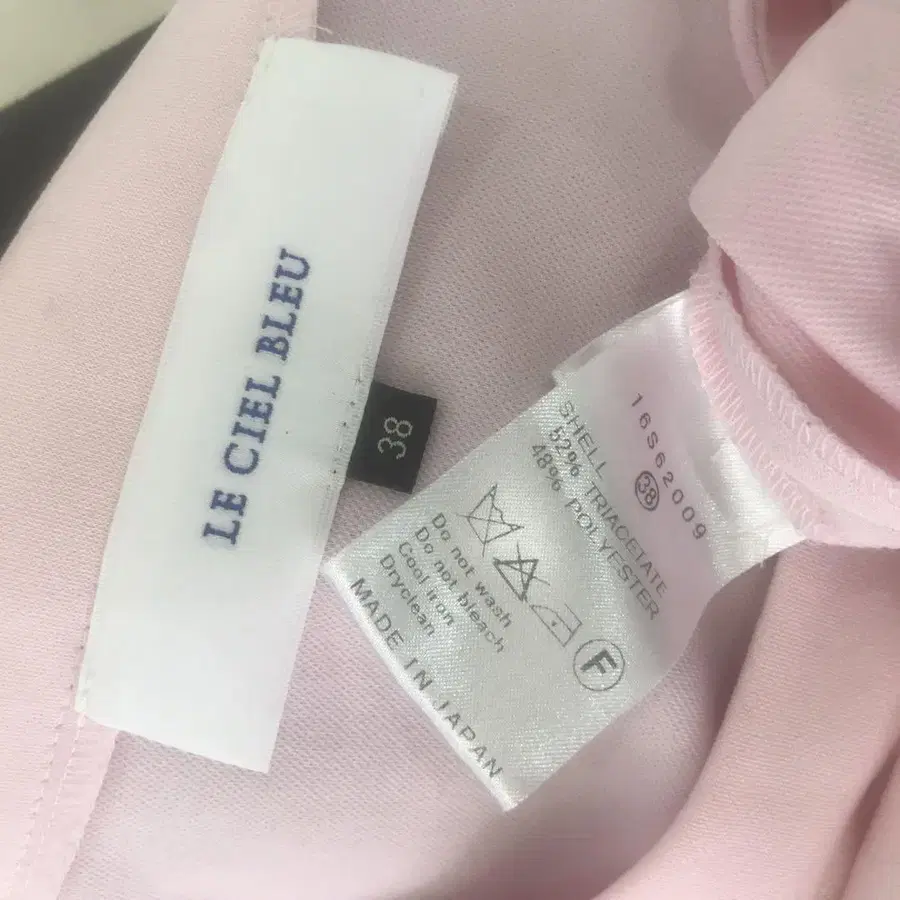 LE CIEL BLEU
38
16S62009
38
SHELL
52% TRIACETATE
48% POLYESTER
F
Do not wash
Do not bleach
Cool iron
Dryclean
MADE IN JAPAN